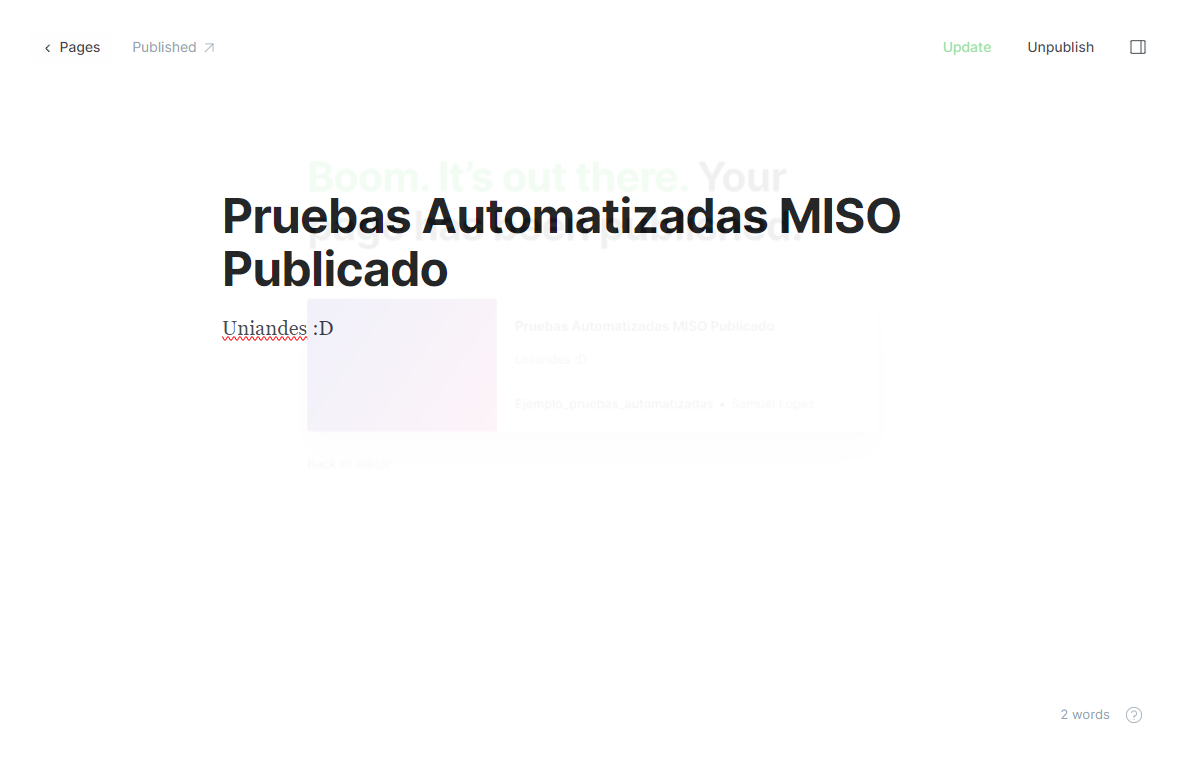 Pages
Published
Update
Unpublish
Boom. It's out there. Your
page has been published.
Pruebas Automatizadas MISO
Publicado
Uniandes :D
Pruebas Automatizadas MISO Publicado
Uniandes :D
Ejemplo_pruebas_automatizadas • Samuel Lopez
Back to editor
2 words